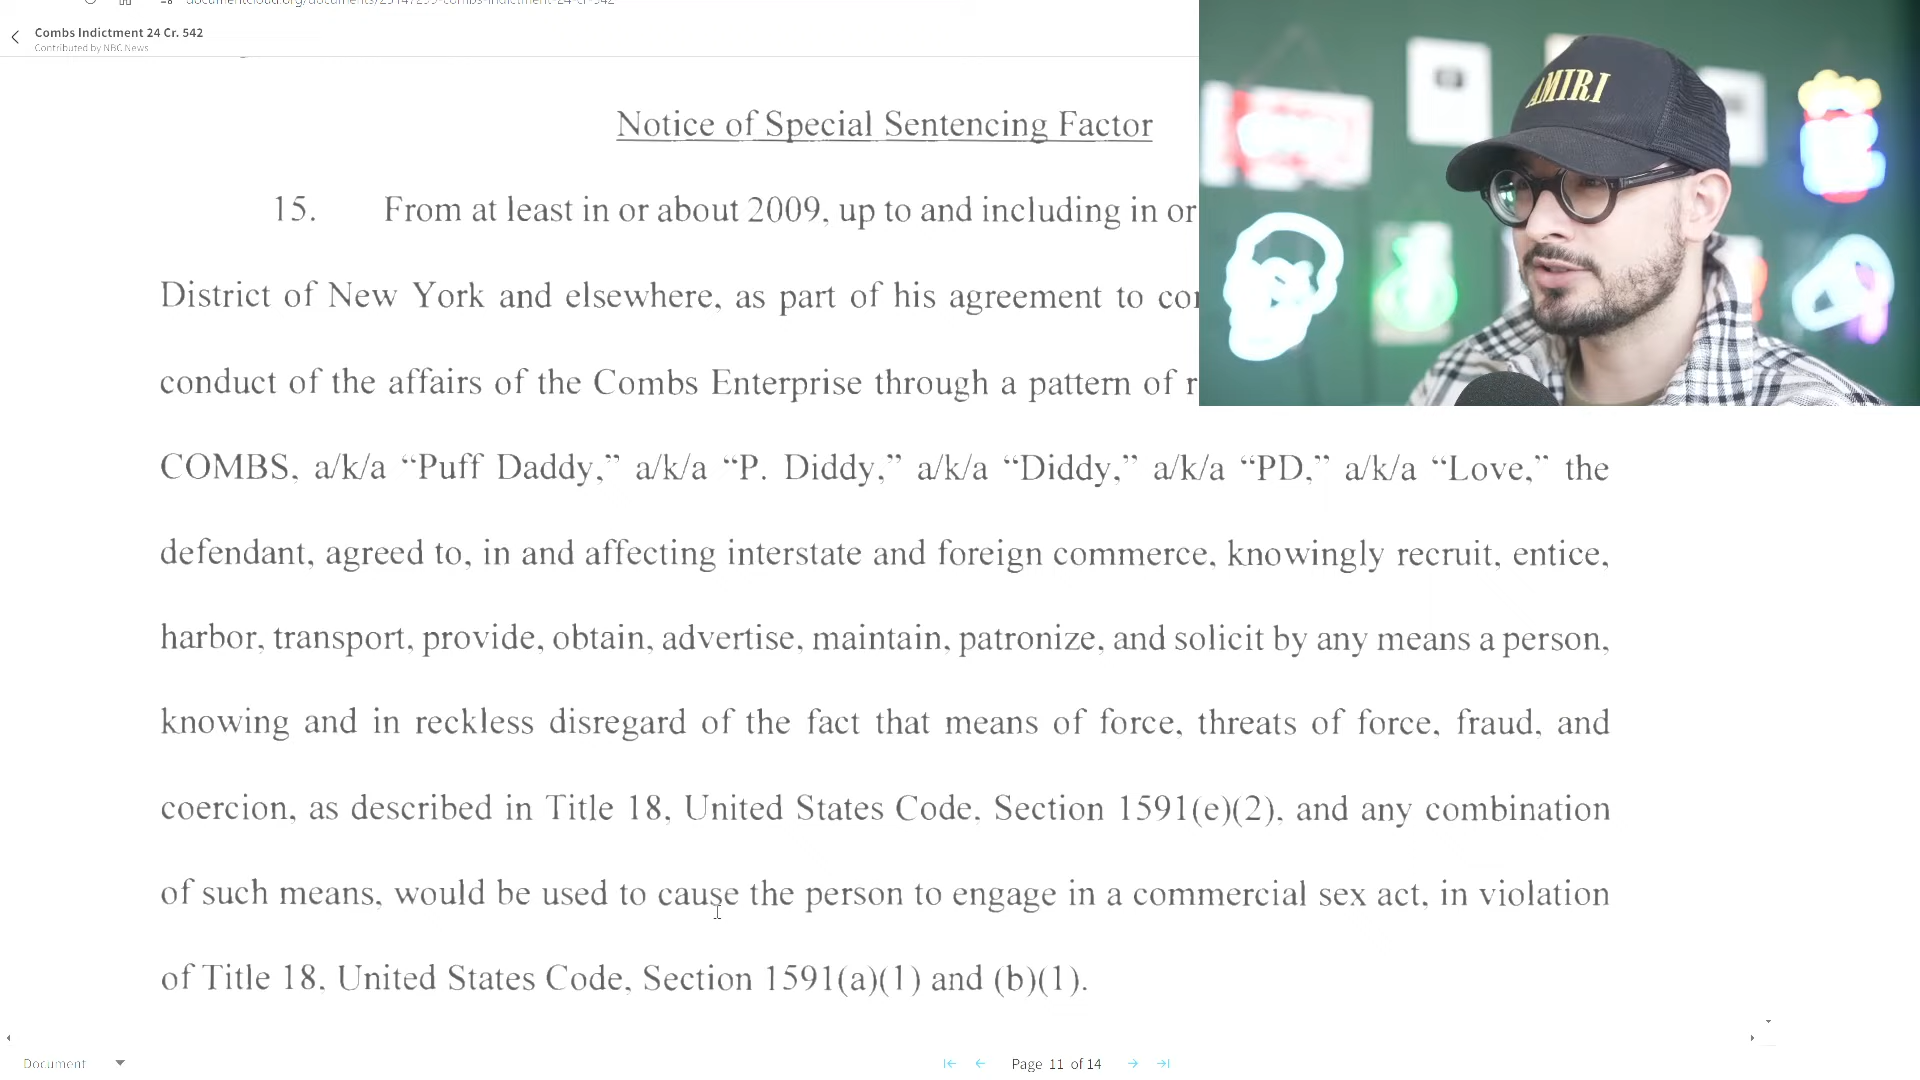 Combs Indictment 24 Cr. 542
Contributed by NBC News
Notice of Special Sentencing Factor
15. From at least in or about 2009, up to and including in or
District of New York and elsewhere, as part of his agreement to
conduct of the affairs of the Combs Enterprise through a pattern of
COMBS, a/k/a “Puff Daddy,” a/k/a “P. Diddy,” a/k/a “Diddy,” a/k/a “PD,” a/k/a “Love,” the
defendant, agreed to, in and affecting interstate and foreign commerce, knowingly recruit, entice,
harbor, transport, provide, obtain, advertise, maintain, patronize, and solicit by any means a person,
knowing and in reckless disregard of the fact that means of force, threats of force, fraud, and
coercion, as described in Title 18, United States Code, Section 1591(e)(2), and any combination
of such means, would be used to cause the person to engage in a commercial sex act, in violation
of Title 18, United States Code, Section 1591(a)(1) and (b)(1).
AMIRI
Document
Page 11 of 14